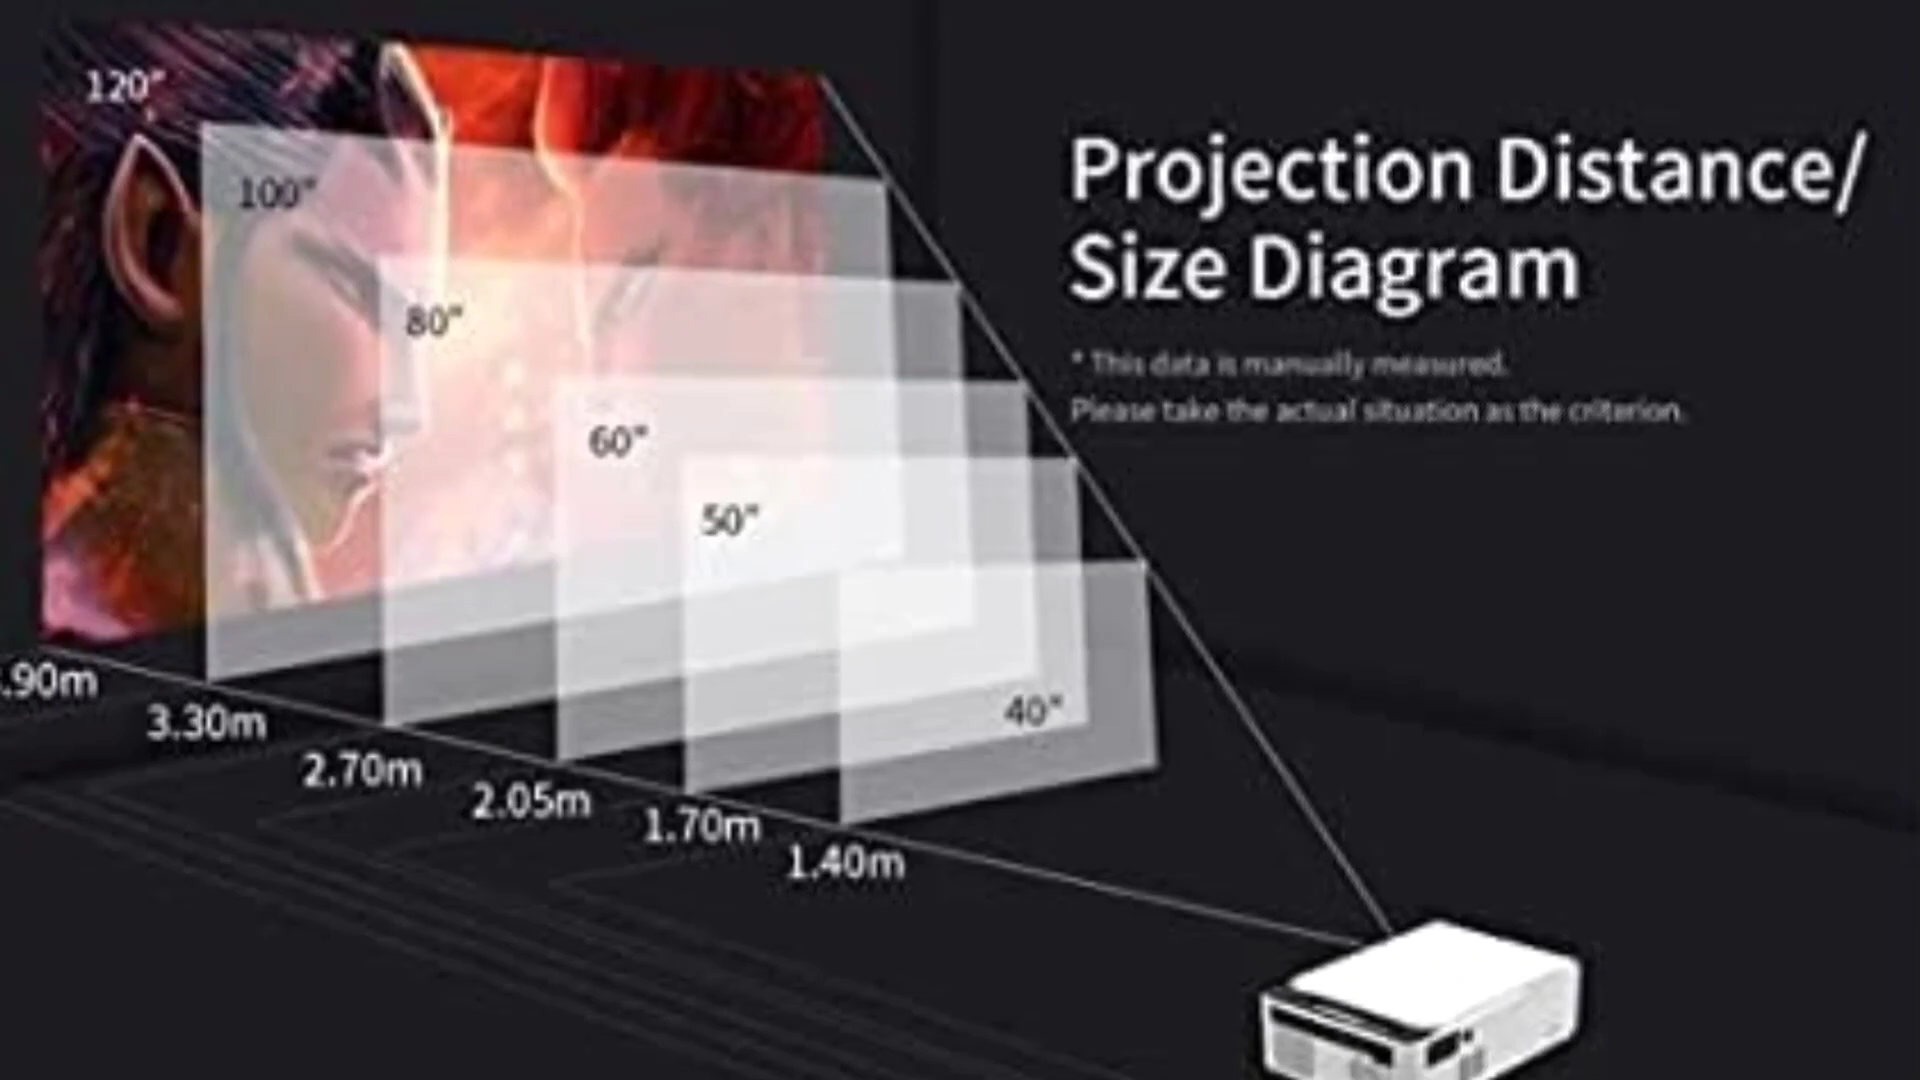 120"
100"
80"
60"
50"
40"
.90m
3.30m
2.70m
2.05m
1.70m
1.40m
Projection Distance/
Size Diagram
* This data is manually measured.
Please take the actual situation as the criterion.